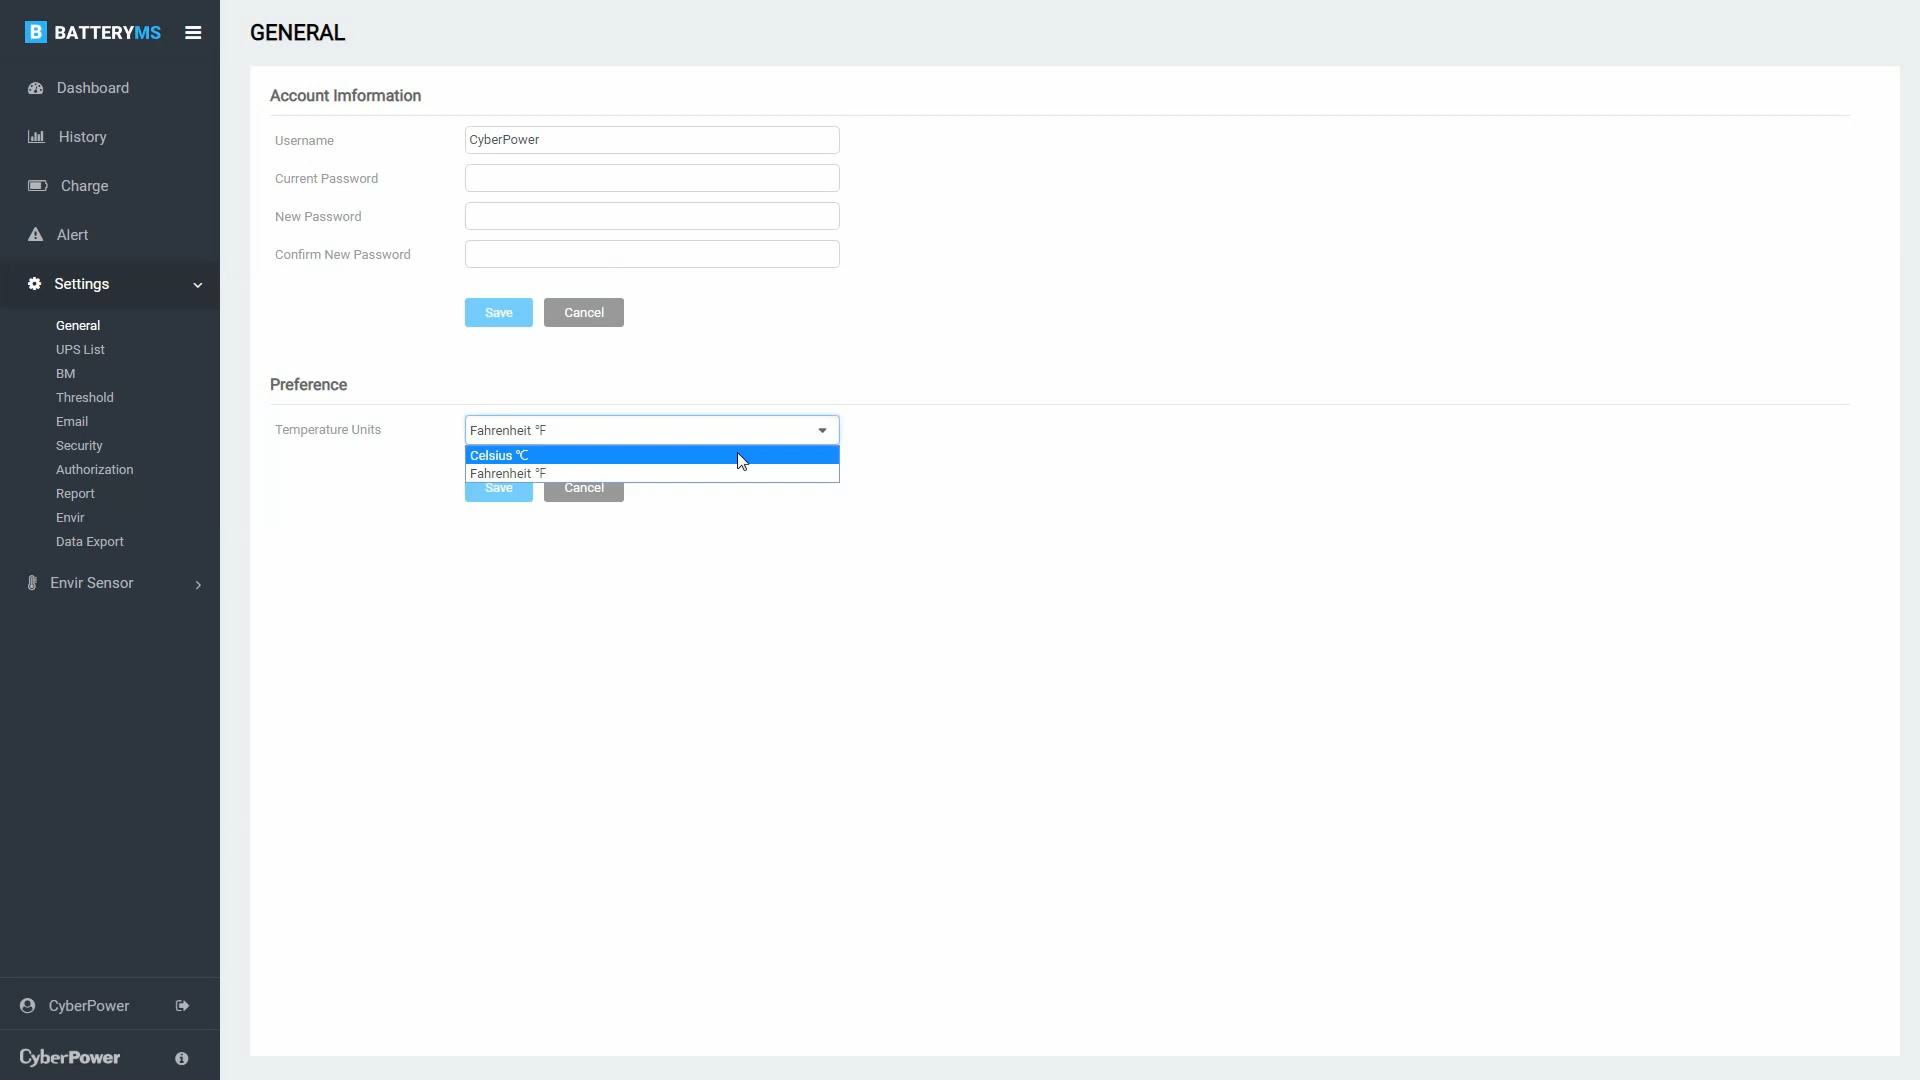 B BATTERYMS
Dashboard
History
Charge
Alert
Settings
General
UPS List
BM
Threshold
Email
Security
Authorization
Report
Envir
Data Export
Envir Sensor
CyberPower
CyberPower
GENERAL
Account Imformation
Username CyberPower
Current Password
New Password
Confirm New Password
Save Cancel
Preference
Temperature Units Fahrenheit °F
Celsius °C
Fahrenheit °F
Save Cancel